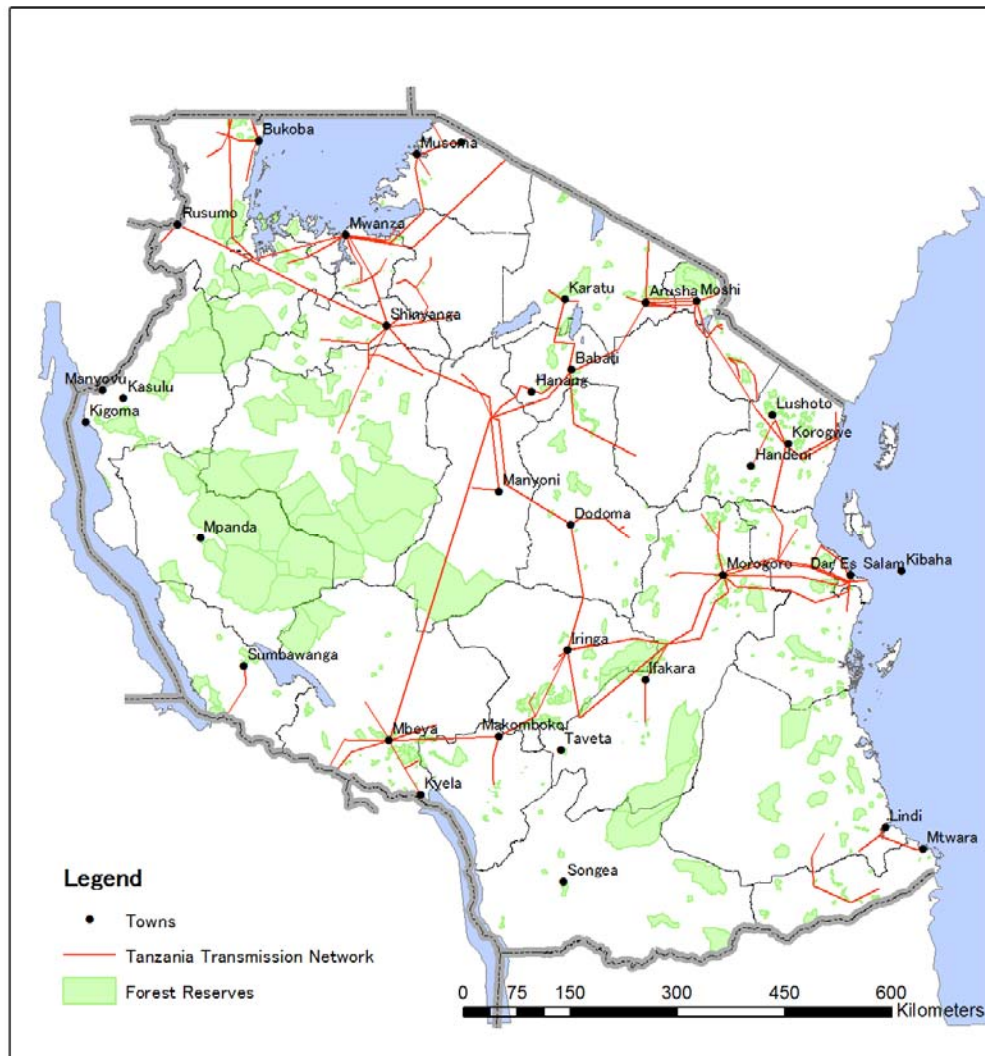 Bukoba
Musoma
Rusumo
Mwanza
Karatu
Arusha
Moshi
Shinyanga
Babati
Hanang
Manyovu
Kasulu
Kigoma
Lushoto
Korogwe
Handeni
Manyoni
Dodoma
Mpanda
Morogoro
Dar Es Salam
Kibaha
Iringa
Ifakara
Sumbawanga
Mbeya
Makomboko
Taveta
Kyela
Lindi
Mtwara
Songea
Legend
Towns
Tanzania Transmission Network
Forest Reserves
0 75 150 300 450 600
Kilometers